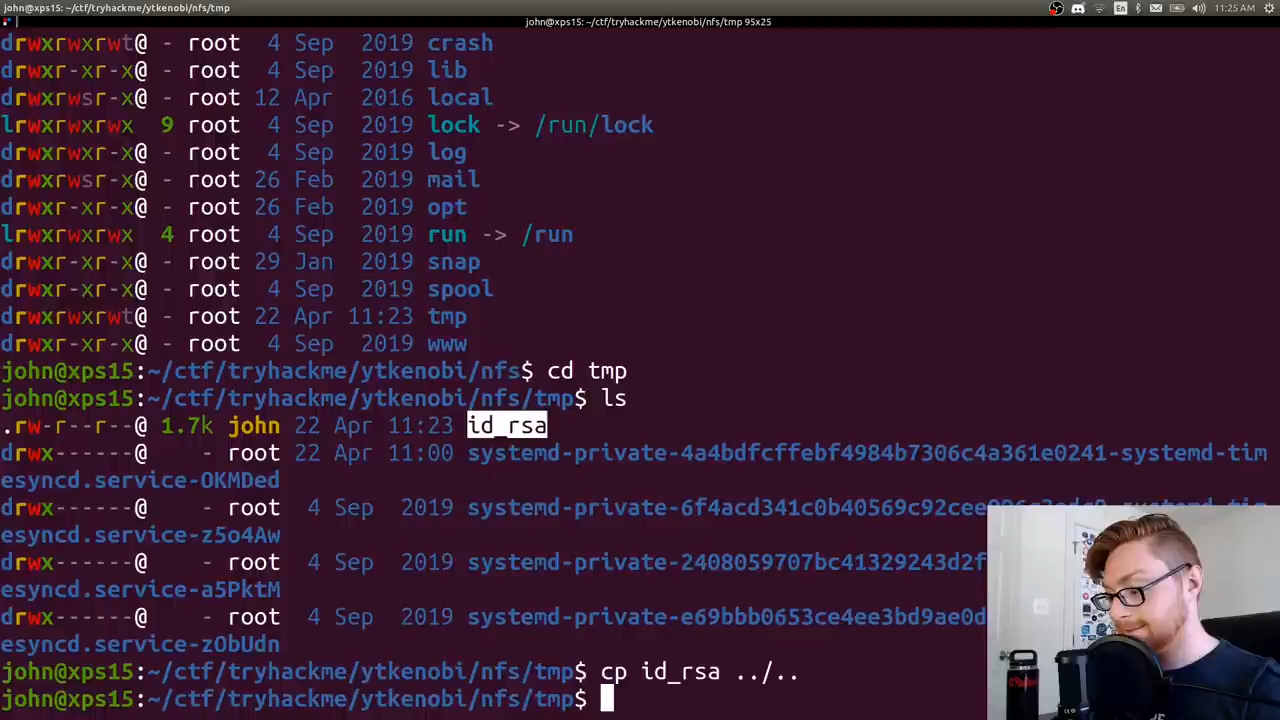 john@xps15: ~/ctf/tryhackme/ytkenobi/nfs/tmp
En
11:25 AM
john@xps15:~/ctf/tryhackme/ytkenobi/nfs/tmp 95x25
drwxrwxrwt@ - root 4 Sep 2019 crash
drwxr-xr-x@ - root 4 Sep 2019 lib
drwxrwsr-x@ - root 12 Apr 2016 local
lrwxrwxrwx 9 root 4 Sep 2019 lock -> /run/lock
drwxrwxr-x@ - root 4 Sep 2019 log
drwxrwsr-x@ - root 26 Feb 2019 mail
drwxr-xr-x@ - root 26 Feb 2019 opt
lrwxrwxrwx 4 root 4 Sep 2019 run -> /run
drwxr-xr-x@ - root 29 Jan 2019 snap
drwxr-xr-x@ - root 4 Sep 2019 spool
drwxrwxrwt@ - root 22 Apr 11:23 tmp
drwxr-xr-x@ - root 4 Sep 2019 www
john@xps15:~/ctf/tryhackme/ytkenobi/nfs$ cd tmp
john@xps15:~/ctf/tryhackme/ytkenobi/nfs/tmp$ ls
.rw-r--r--@ 1.7k john 22 Apr 11:23 id_rsa
drwx------@ - root 22 Apr 11:00 systemd-private-4a4bdfcffebf4984b7306c4a361e0241-systemd-tim
esyncd.service-OKMDed
drwx------@ - root 4 Sep 2019
esyncd.service-z5o4Aw
drwx------@ - root 4 Sep 2019 systemd-private-2408059707bc41329243d2f
esyncd.service-a5PktM
drwx------@ - root 4 Sep 2019 systemd-private-e69bbb0653ce4ee3bd9ae0d
esyncd.service-zObUdn
john@xps15:~/ctf/tryhackme/ytkenobi/nfs/tmp$ cp id_rsa ../..
john@xps15:~/ctf/tryhackme/ytkenobi/nfs/tmp$